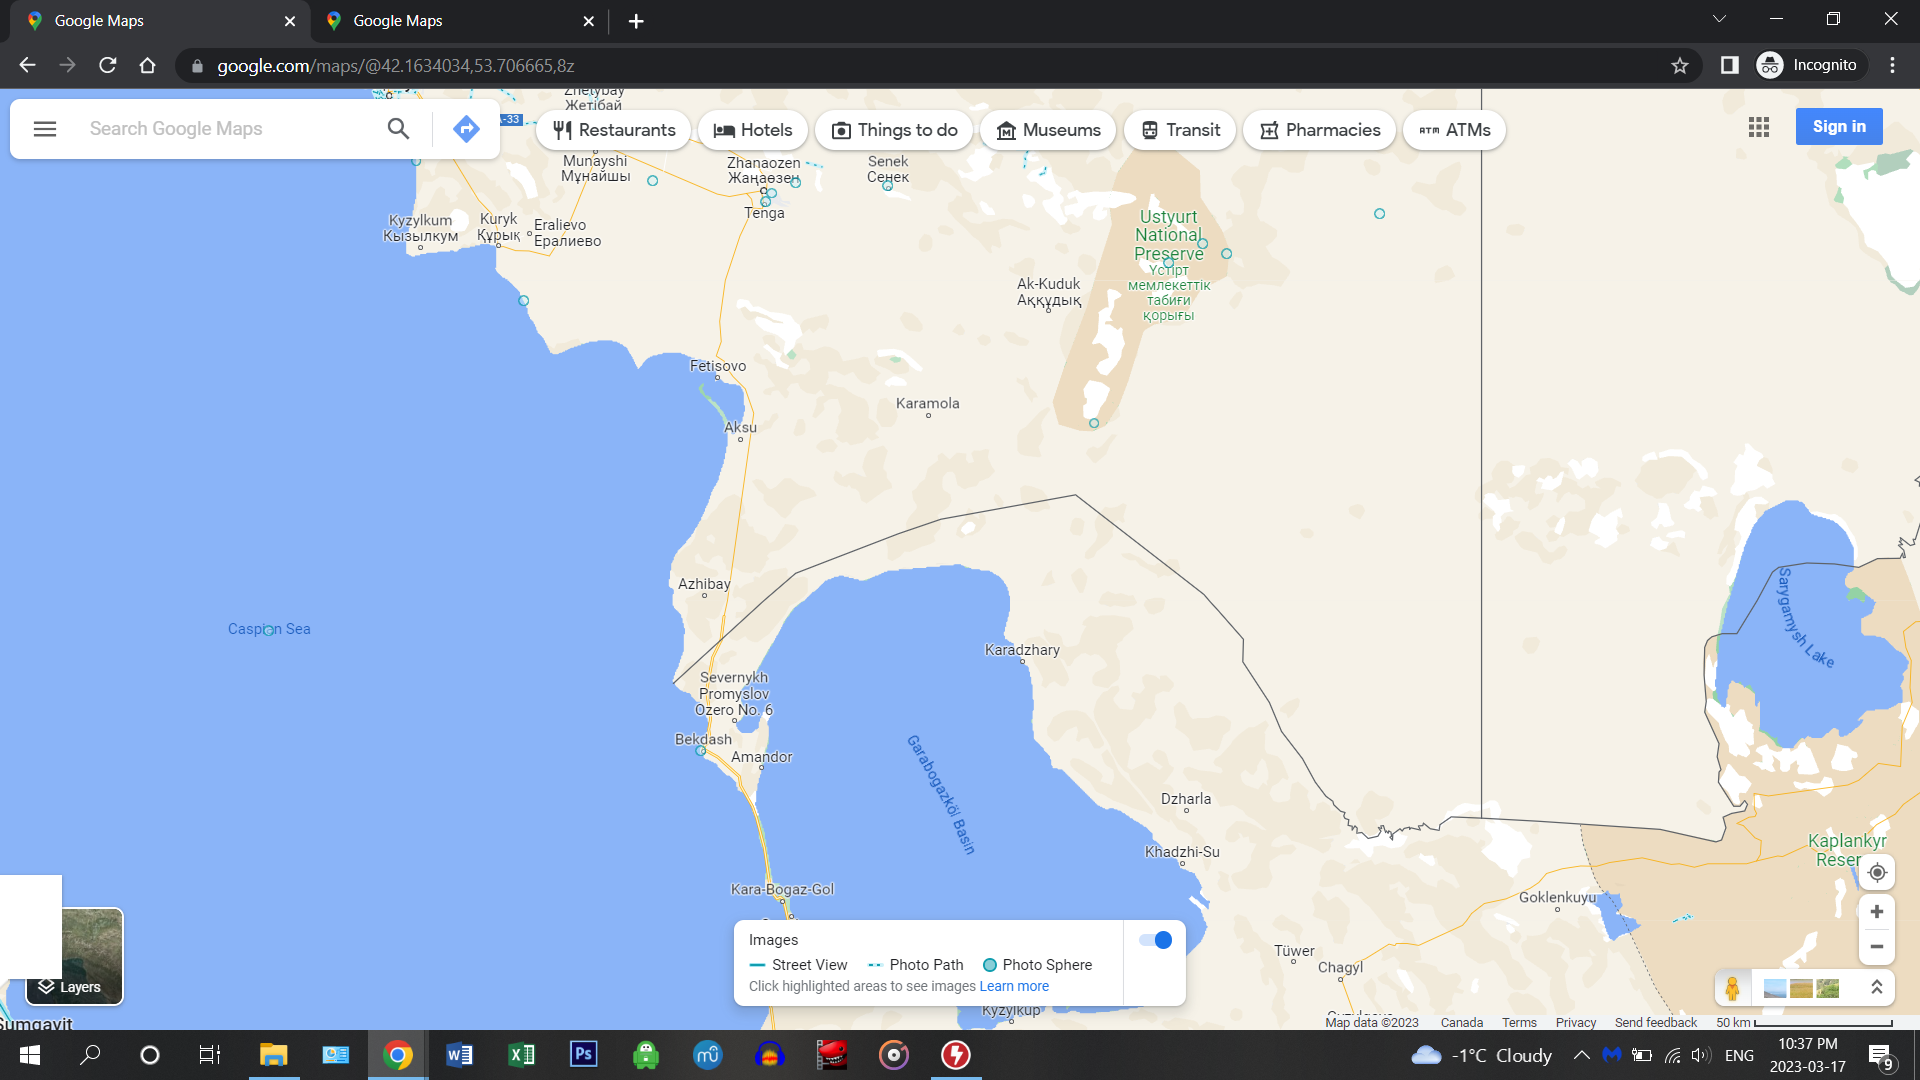 Google Maps
Google Maps
google.com/maps/@42.1634034,53.706665,8z
Incognito
Search Google Maps
A-33
Restaurants
Hotels
Things to do
Museums
Transit
Pharmacies
ATM ATMs
Sign in
Zhetybay
Жетібай
Munayshi
Мұнайшы
Zhanaozen
Жаңаөзен
Tenga
Senek
Сенек
Kyzylkum
Кызылкум
Kuryk
Құрық
Eralievo
Ералиево
Ustyurt
National
Preserve
Үстірт
мемлекеттік
табиғи
қорығы
Ak-Kuduk
Аққұдық
Fetisovo
Karamola
Aksu
Azhibay
Caspian Sea
Sarygamysh Lake
Karadzhary
Severnykh
Promyslov
Ozero No. 6
Bekdash
Amandor
Garabogazköl Basin
Dzharla
Khadzhi-Su
Kaplankyr
Kara-Bogaz-Gol
Goklenkuyu
Tüwer
Chagyl
Images
Street View
Photo Path
Photo Sphere
Click highlighted areas to see images Learn more
Layers
Sumgayit
Kyzylkup
Map data ©2023
Canada
Terms
Privacy
Send feedback
50 km
-1°C Cloudy
ENG
10:37 PM
2023-03-17
9